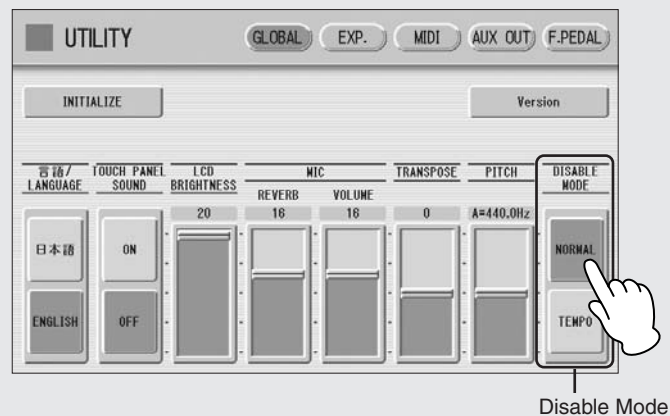 UTILITY
GLOBAL EXP. MIDI AUX OUT F.PEDAL
INITIALIZE Version
言語/
LANGUAGE
TOUCH PANEL
SOUND
LCD
BRIGHTNESS
MIC
REVERB VOLUME
TRANSPOSE
PITCH
DISABLE
MODE
20 16 16 0 A=440.0Hz
日本語 ON NORMAL
ENGLISH OFF TEMPO
Disable Mode